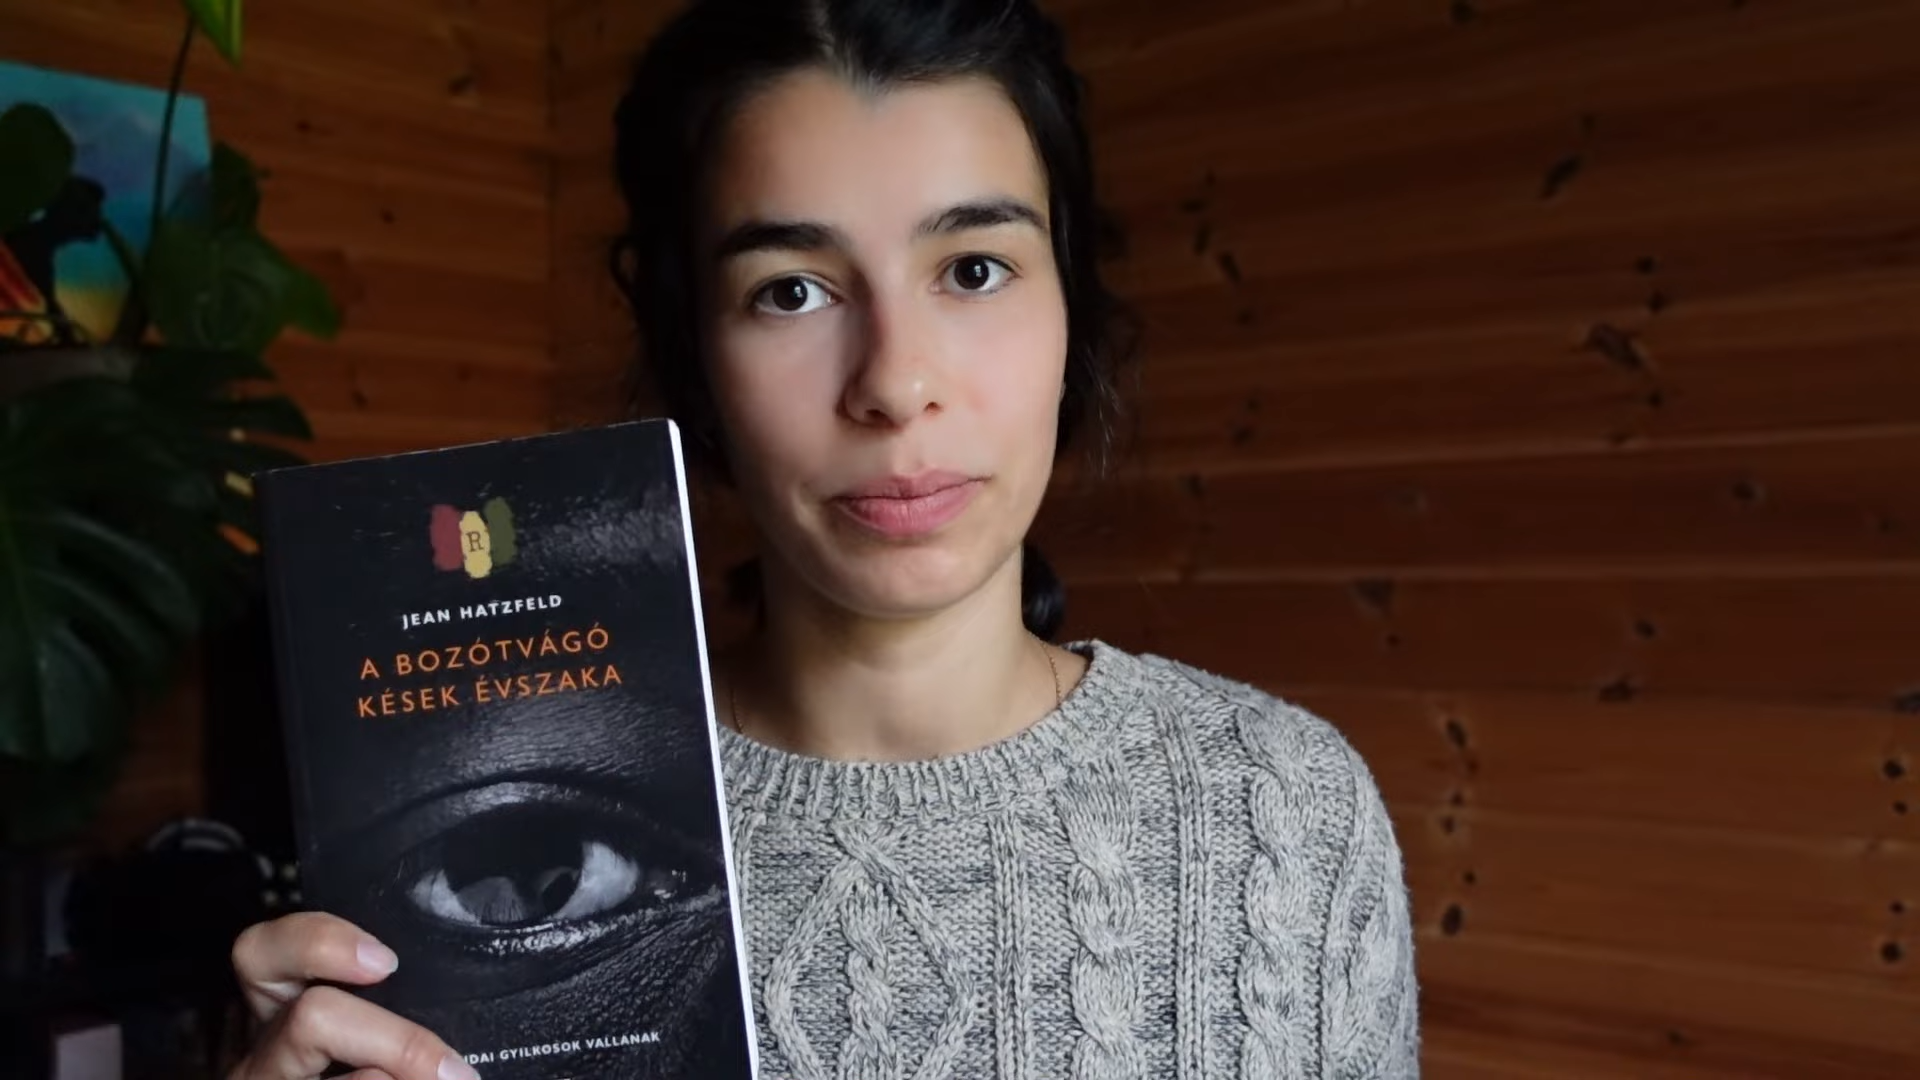 R
JEAN HATZFELD
A BOZÓTVÁGÓ
KÉSEK ÉVSZAKA
GYILKOSOK VALLANAK